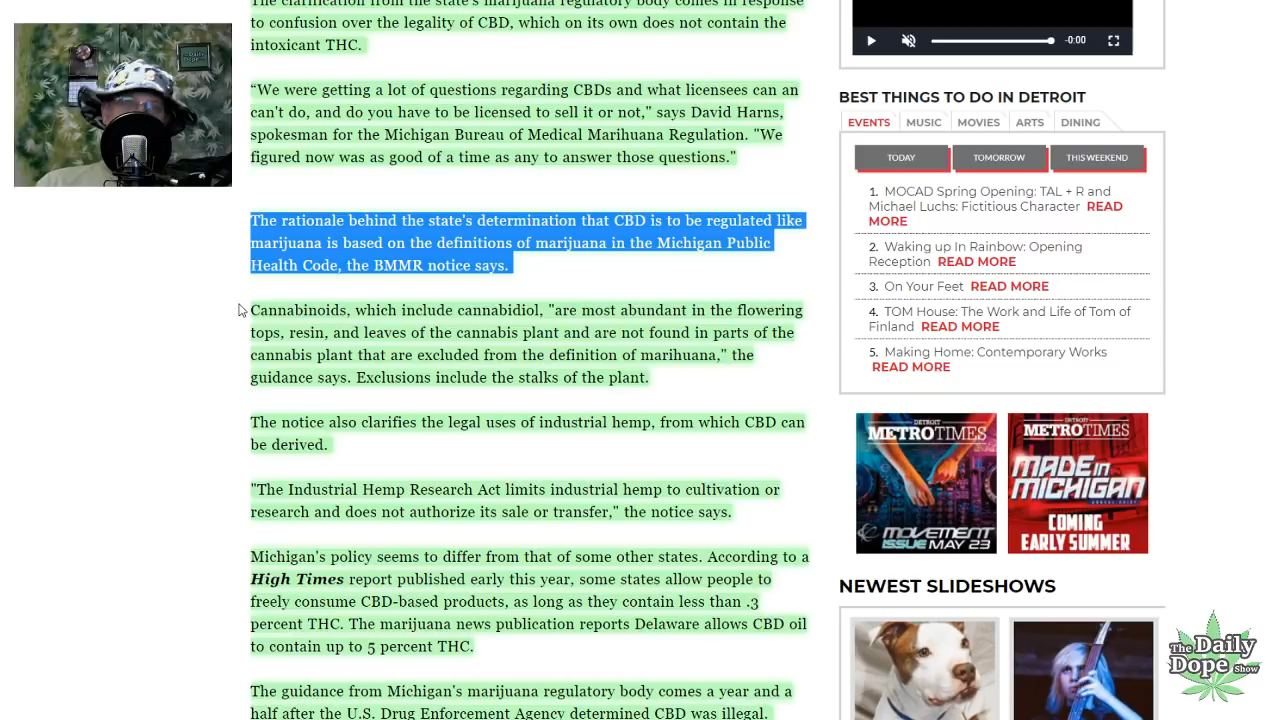 The clarification from the state's marijuana regulatory body comes in response
to confusion over the legality of CBD, which on its own does not contain the
intoxicant THC.
“We were getting a lot of questions regarding CBDs and what licensees can an
can't do, and do you have to be licensed to sell it or not," says David Harns,
spokesman for the Michigan Bureau of Medical Marihuana Regulation. "We
figured now was as good of a time as any to answer those questions."
The rationale behind the state's determination that CBD is to be regulated like
marijuana is based on the definitions of marijuana in the Michigan Public
Health Code, the BMMR notice says.
Cannabinoids, which include cannabidiol, "are most abundant in the flowering
tops, resin, and leaves of the cannabis plant and are not found in parts of the
cannabis plant that are excluded from the definition of marihuana," the
guidance says. Exclusions include the stalks of the plant.
The notice also clarifies the legal uses of industrial hemp, from which CBD can
be derived.
"The Industrial Hemp Research Act limits industrial hemp to cultivation or
research and does not authorize its sale or transfer," the notice says.
Michigan's policy seems to differ from that of some other states. According to a
High Times report published early this year, some states allow people to
freely consume CBD-based products, as long as they contain less than .3
percent THC. The marijuana news publication reports Delaware allows CBD oil
to contain up to 5 percent THC.
The guidance from Michigan's marijuana regulatory body comes a year and a
half after the U.S. Drug Enforcement Agency determined CBD was illegal.
-0:00
BEST THINGS TO DO IN DETROIT
EVENTS MUSIC MOVIES ARTS DINING
TODAY TOMORROW THIS WEEKEND
1. MOCAD Spring Opening: TAL + R and
Michael Luchs: Fictitious Character READ
MORE
2. Waking up In Rainbow: Opening
Reception READ MORE
3. On Your Feet READ MORE
4. TOM House: The Work and Life of Tom of
Finland READ MORE
5. Making Home: Contemporary Works
READ MORE
DETROIT
METROTIMES
MOVEMENT
ISSUE MAY 23
DETROIT
METROTIMES
MADE IN
MICHIGAN
COMING
EARLY SUMMER
NEWEST SLIDESHOWS
The Daily
Dope Show